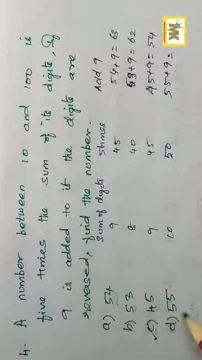 4. A number between 10 and 100 is
five times the sum of its digits, If
9 is added to it the digits are
reversed, find the number.
Sum of digits 5 times Add 9
a) 54 9 45 54+9=63
b) 53 8 40 53+9=62
c) 45 9 45 45+9=54
d) 55 10 50 55+9=
MK